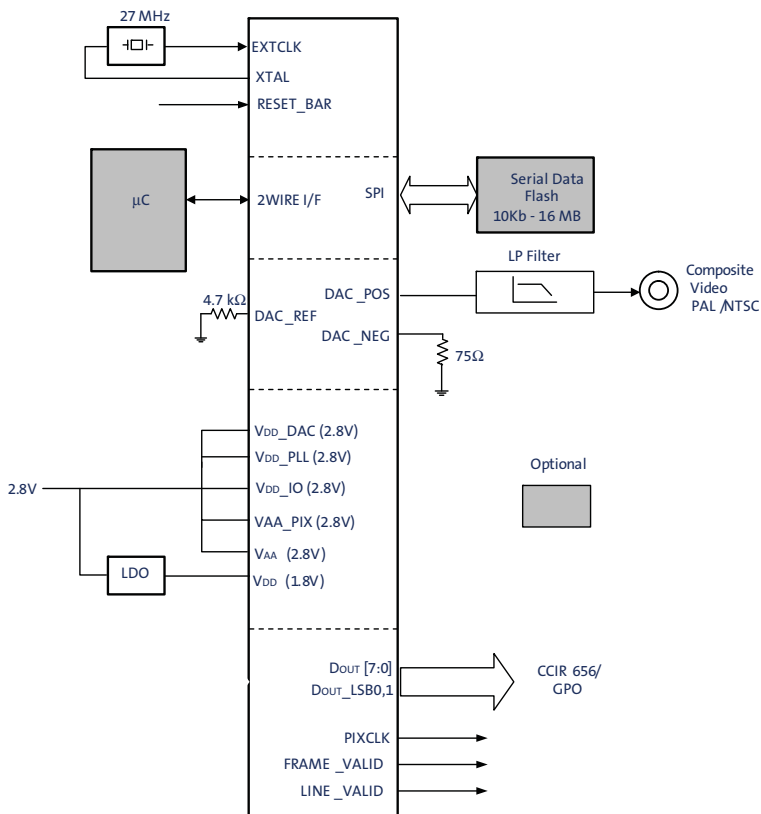 27 MHz
EXTCLK
XTAL
RESET_BAR
µC
2WIRE I/F
SPI
Serial Data
Flash
10Kb - 16 MB
LP Filter
4.7 kΩ
DAC_REF
DAC _POS
DAC _NEG
75Ω
Composite
Video
PAL /NTSC
VDD_DAC (2.8V)
VDD_PLL (2.8V)
2.8V
VDD_IO (2.8V)
VAA_PIX (2.8V)
VAA (2.8V)
LDO
VDD (1.8V)
Optional
DOUT [7:0]
DOUT_LSB0,1
CCIR 656/
GPO
PIXCLK
FRAME _VALID
LINE _VALID